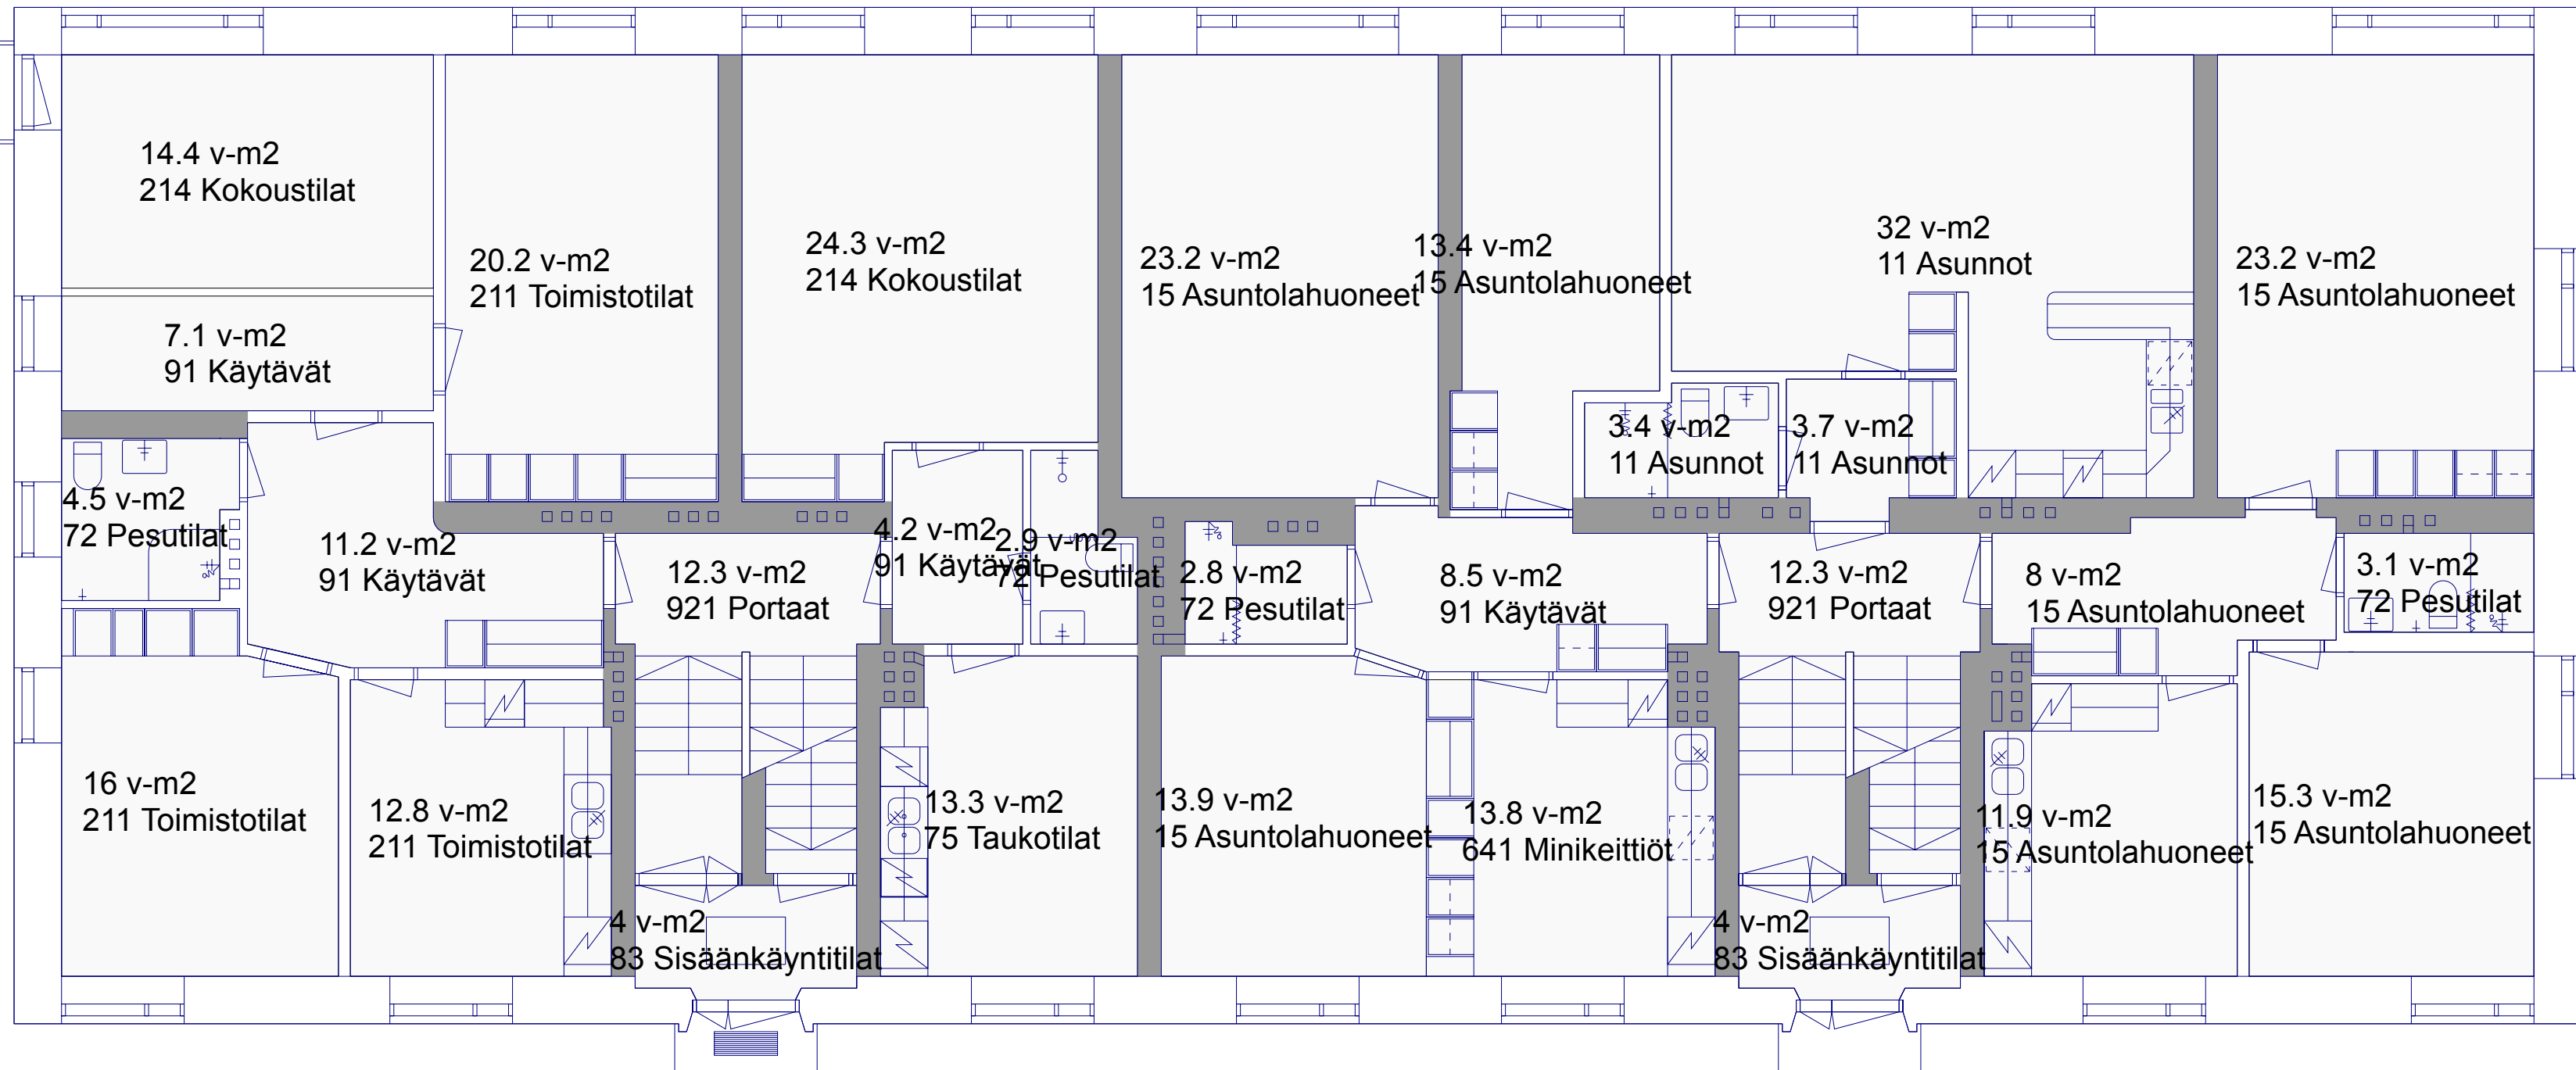 14.4 v-m2
214 Kokoustilat
7.1 v-m2
91 Käytävät
20.2 v-m2
211 Toimistotilat
24.3 v-m2
214 Kokoustilat
23.2 v-m2
15 Asuntolahuoneet
13.4 v-m2
15 Asuntolahuoneet
32 v-m2
11 Asunnot
23.2 v-m2
15 Asuntolahuoneet
3.4 v-m2
11 Asunnot
3.7 v-m2
11 Asunnot
4.5 v-m2
72 Pesutilat
11.2 v-m2
91 Käytävät
12.3 v-m2
921 Portaat
4.2 v-m2
91 Käytävät
2.9 v-m2
72 Pesutilat
2.8 v-m2
72 Pesutilat
8.5 v-m2
91 Käytävät
12.3 v-m2
921 Portaat
8 v-m2
15 Asuntolahuoneet
3.1 v-m2
72 Pesutilat
16 v-m2
211 Toimistotilat
12.8 v-m2
211 Toimistotilat
13.3 v-m2
75 Taukotilat
13.9 v-m2
15 Asuntolahuoneet
13.8 v-m2
641 Minikeittiöt
11.9 v-m2
15 Asuntolahuoneet
15.3 v-m2
15 Asuntolahuoneet
4 v-m2
83 Sisäänkäyntitilat
4 v-m2
83 Sisäänkäyntitilat